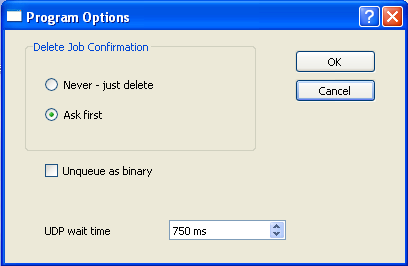 Program Options
Delete Job Confirmation
Never - just delete
Ask first
OK
Cancel
Unqueue as binary
UDP wait time
750 ms